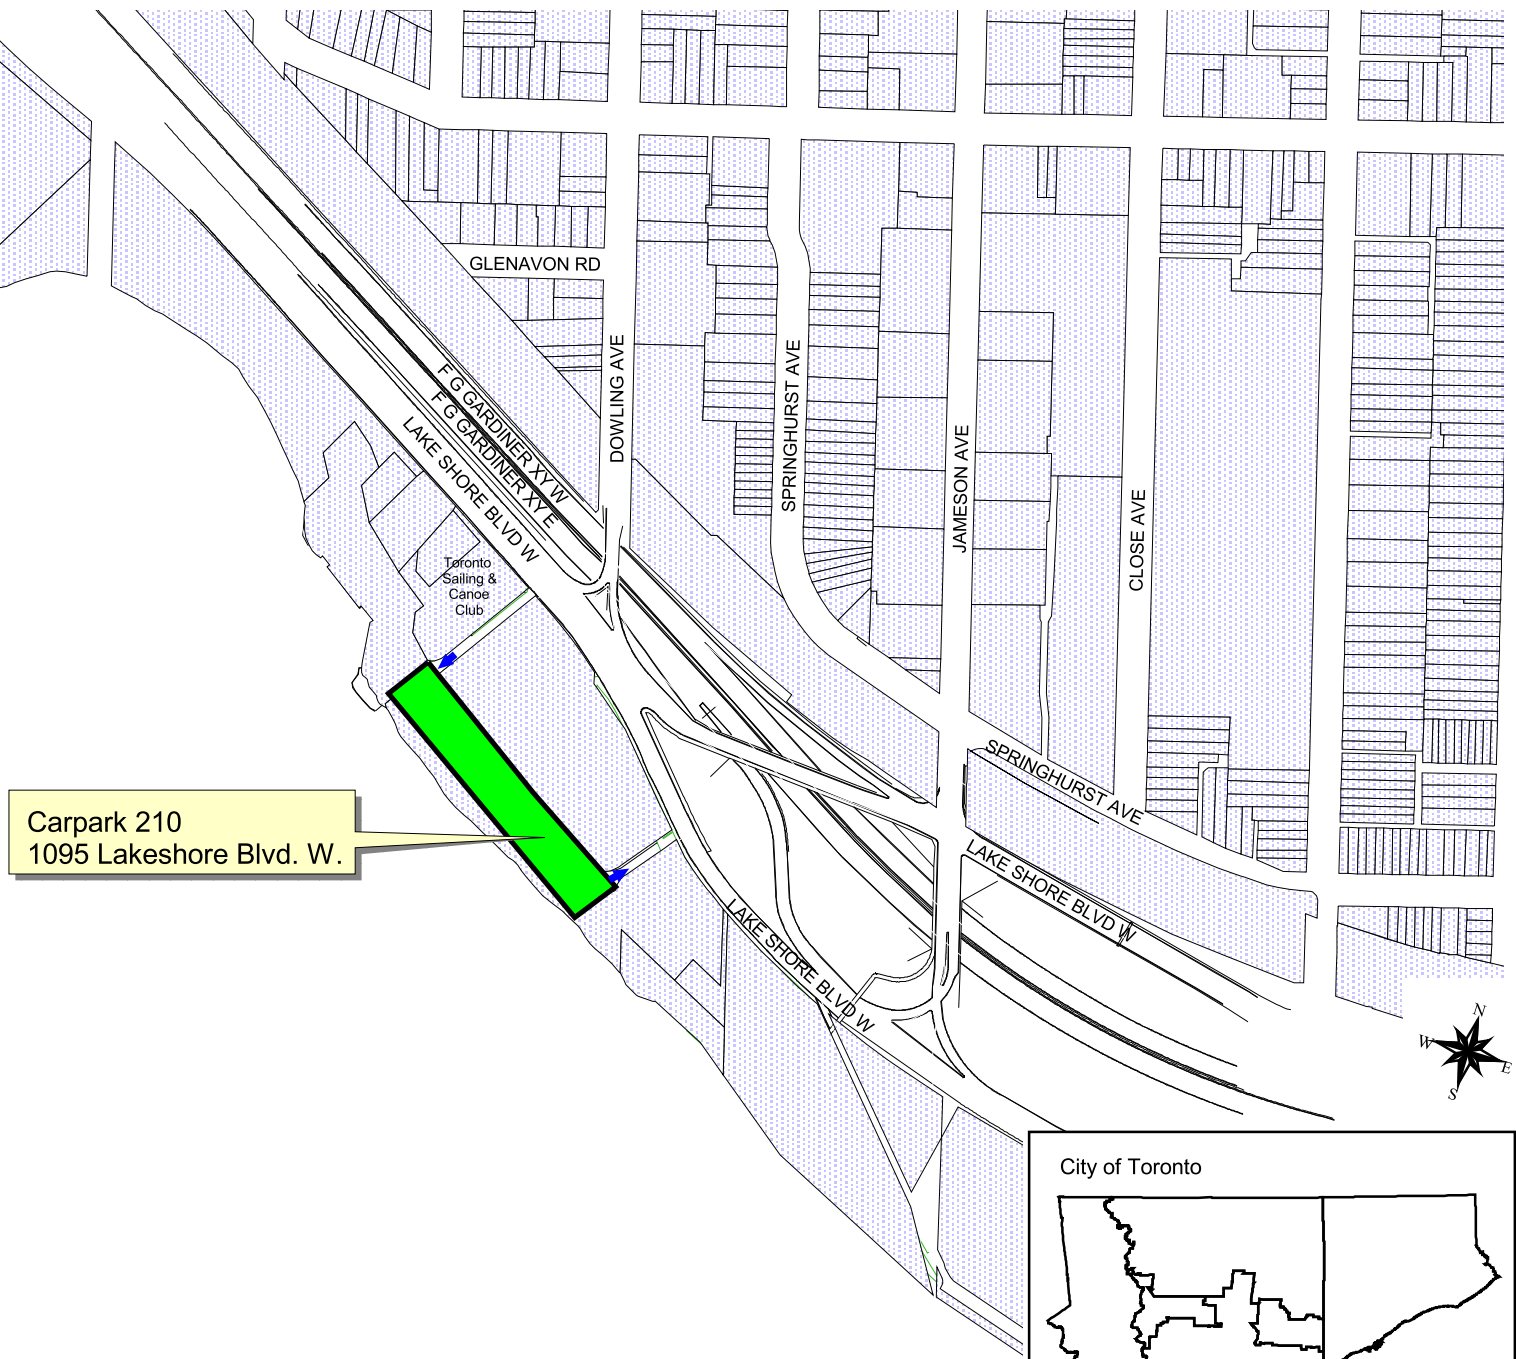 GLENAVON RD
DOWLING AVE
SPRINGHURST AVE
JAMESON AVE
CLOSE AVE
F G GARDINER XY W
F G GARDINER XY E
LAKE SHORE BLVD W
Toronto
Sailing &
Canoe
Club
SPRINGHURST AVE
Carpark 210
1095 Lakeshore Blvd. W.
LAKE SHORE BLVD W
LAKE SHORE BLVD W
N
W
E
S
City of Toronto